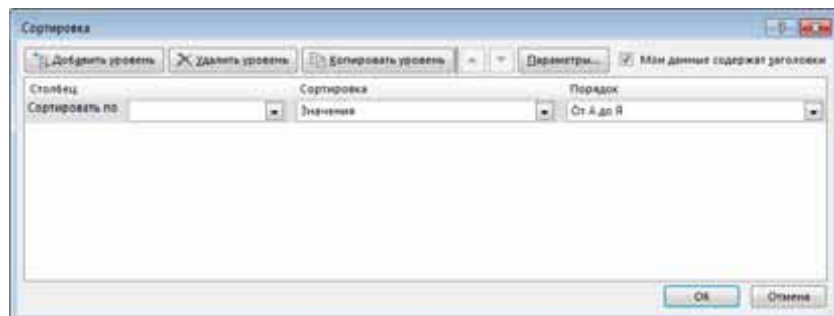 Сортировка
Добавить уровень Удалить уровень Копировать уровень Параметры... Мои данные содержат заголовки
Столбец Сортировка Порядок
Сортировать по Значения От А до Я
ОК Отмена